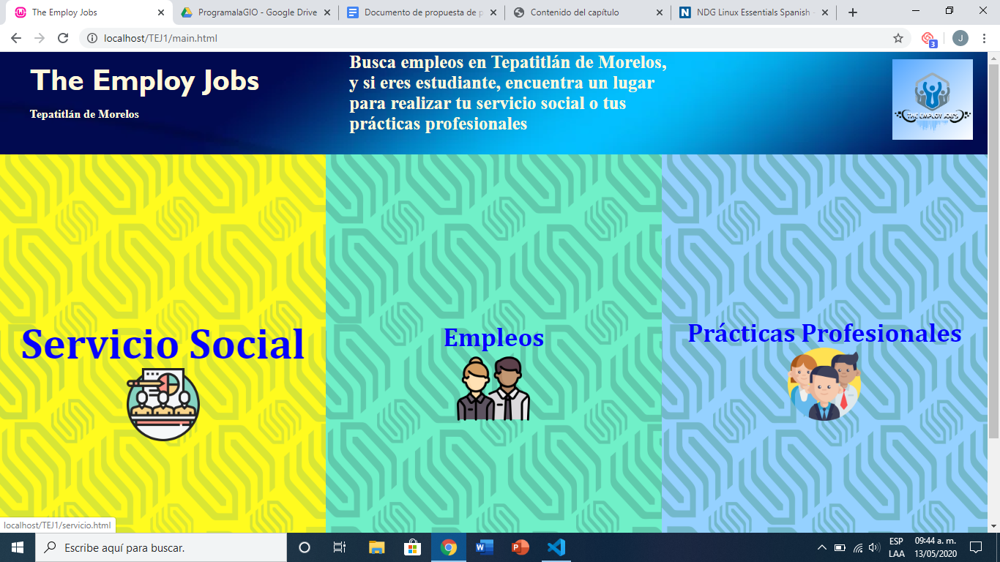 The Employ Jobs
ProgramalaGIO - Google Drive
Documento de propuesta de p
Contenido del capítulo
NDG Linux Essentials Spanish -
localhost/TEJ1/main.html
3
J
The Employ Jobs
Tepatitlán de Morelos
Busca empleos en Tepatitlán de Morelos,
y si eres estudiante, encuentra un lugar
para realizar tu servicio social o tus
prácticas profesionales
THE EMPLOY JOB'S
Servicio Social
Empleos
Prácticas Profesionales
localhost/TEJ1/servicio.html
Escribe aquí para buscar.
ESP
LAA
09:44 a. m.
13/05/2020